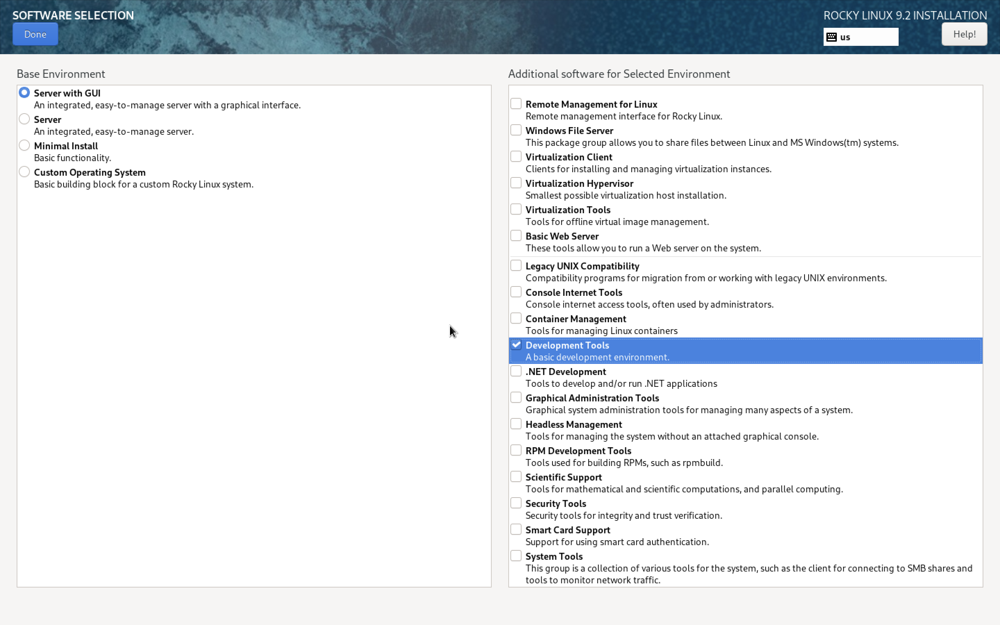 SOFTWARE SELECTION
Done
ROCKY LINUX 9.2 INSTALLATION
us
Help!
Base Environment
Server with GUI
An integrated, easy-to-manage server with a graphical interface.
Server
An integrated, easy-to-manage server.
Minimal Install
Basic functionality.
Custom Operating System
Basic building block for a custom Rocky Linux system.
Additional software for Selected Environment
Remote Management for Linux
Remote management interface for Rocky Linux.
Windows File Server
This package group allows you to share files between Linux and MS Windows(tm) systems.
Virtualization Client
Clients for installing and managing virtualization instances.
Virtualization Hypervisor
Smallest possible virtualization host installation.
Virtualization Tools
Tools for offline virtual image management.
Basic Web Server
These tools allow you to run a Web server on the system.
Legacy UNIX Compatibility
Compatibility programs for migration from or working with legacy UNIX environments.
Console Internet Tools
Console internet access tools, often used by administrators.
Container Management
Tools for managing Linux containers
Development Tools
A basic development environment.
.NET Development
Tools to develop and/or run .NET applications
Graphical Administration Tools
Graphical system administration tools for managing many aspects of a system.
Headless Management
Tools for managing the system without an attached graphical console.
RPM Development Tools
Tools used for building RPMs, such as rpmbuild.
Scientific Support
Tools for mathematical and scientific computations, and parallel computing.
Security Tools
Security tools for integrity and trust verification.
Smart Card Support
Support for using smart card authentication.
System Tools
This group is a collection of various tools for the system, such as the client for connecting to SMB shares and
tools to monitor network traffic.